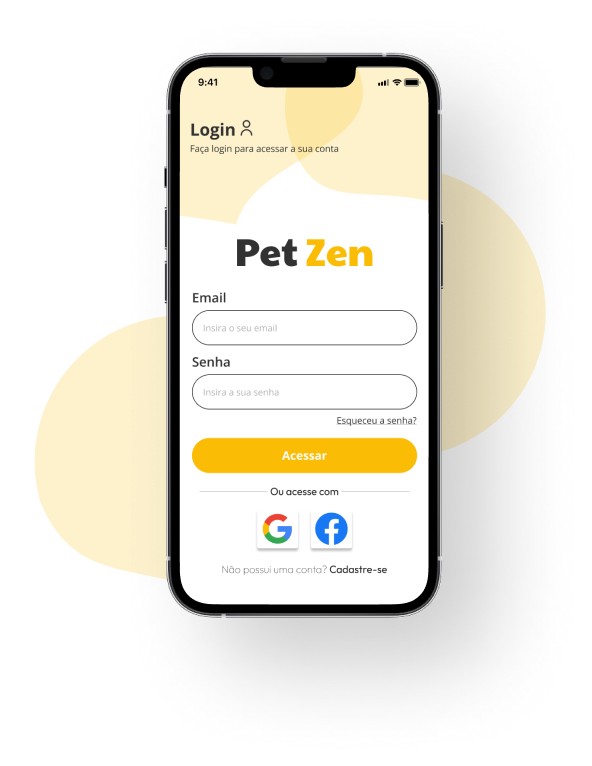 9:41
Login
Faça login para acessar a sua conta
Pet Zen
Email
Insira o seu email
Senha
Insira a sua senha
Esqueceu a senha?
Acessar
Ou acesse com
Não possui uma conta? Cadastre-se